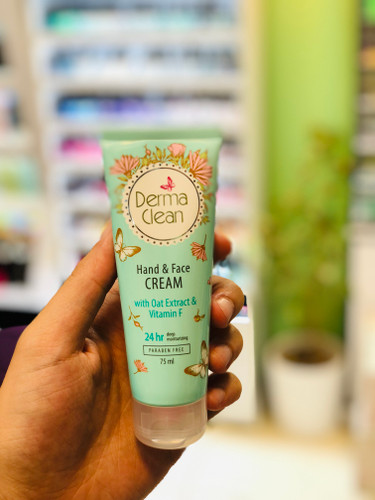 Derma
Clean
Hand & Face
CREAM
with Oat Extract &
Vitamin F
24 hr deep
moisturizing
PARABEN FREE
75 ml